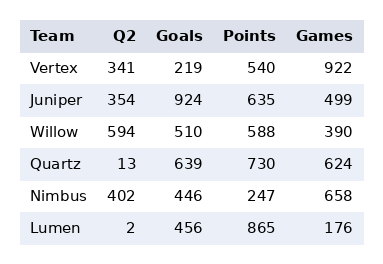 Team Q2 Goals Points Games
Vertex 341 219 540 922
Juniper 354 924 635 499
Willow 594 510 588 390
Quartz 13 639 730 624
Nimbus 402 446 247 658
Lumen 2 456 865 176